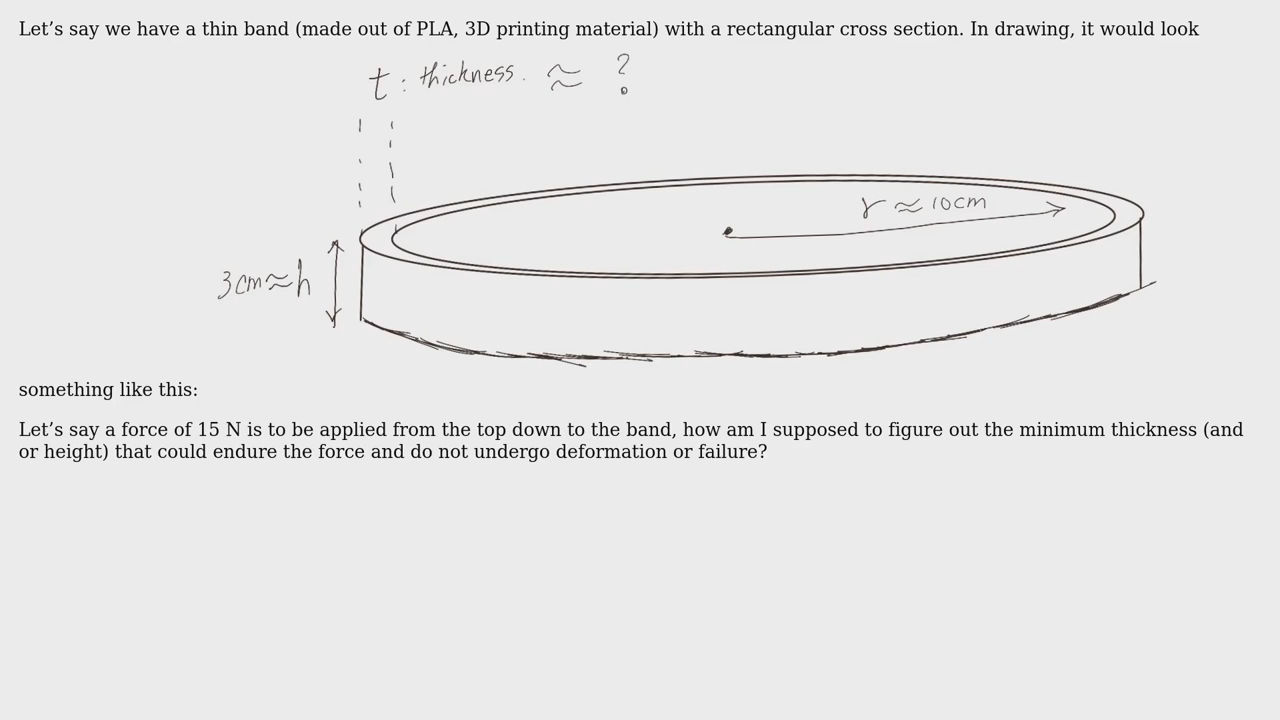 Let’s say we have a thin band (made out of PLA, 3D printing material) with a rectangular cross section. In drawing, it would look
t : thickness. ≈ ?
r ≈ 10cm
3cm≈h
something like this:
Let’s say a force of 15 N is to be applied from the top down to the band, how am I supposed to figure out the minimum thickness (and
or height) that could endure the force and do not undergo deformation or failure?